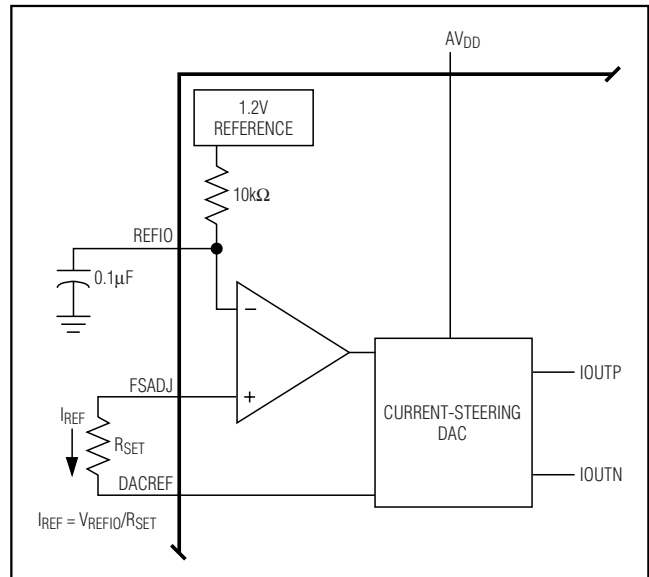 AVDD
1.2V
REFERENCE
10kΩ
REFIO
0.1µF
−
FSADJ
+
IREF
RSET
CURRENT-STEERING
DAC
IOUTP
IOUTN
DACREF
IREF = VREFIO/RSET